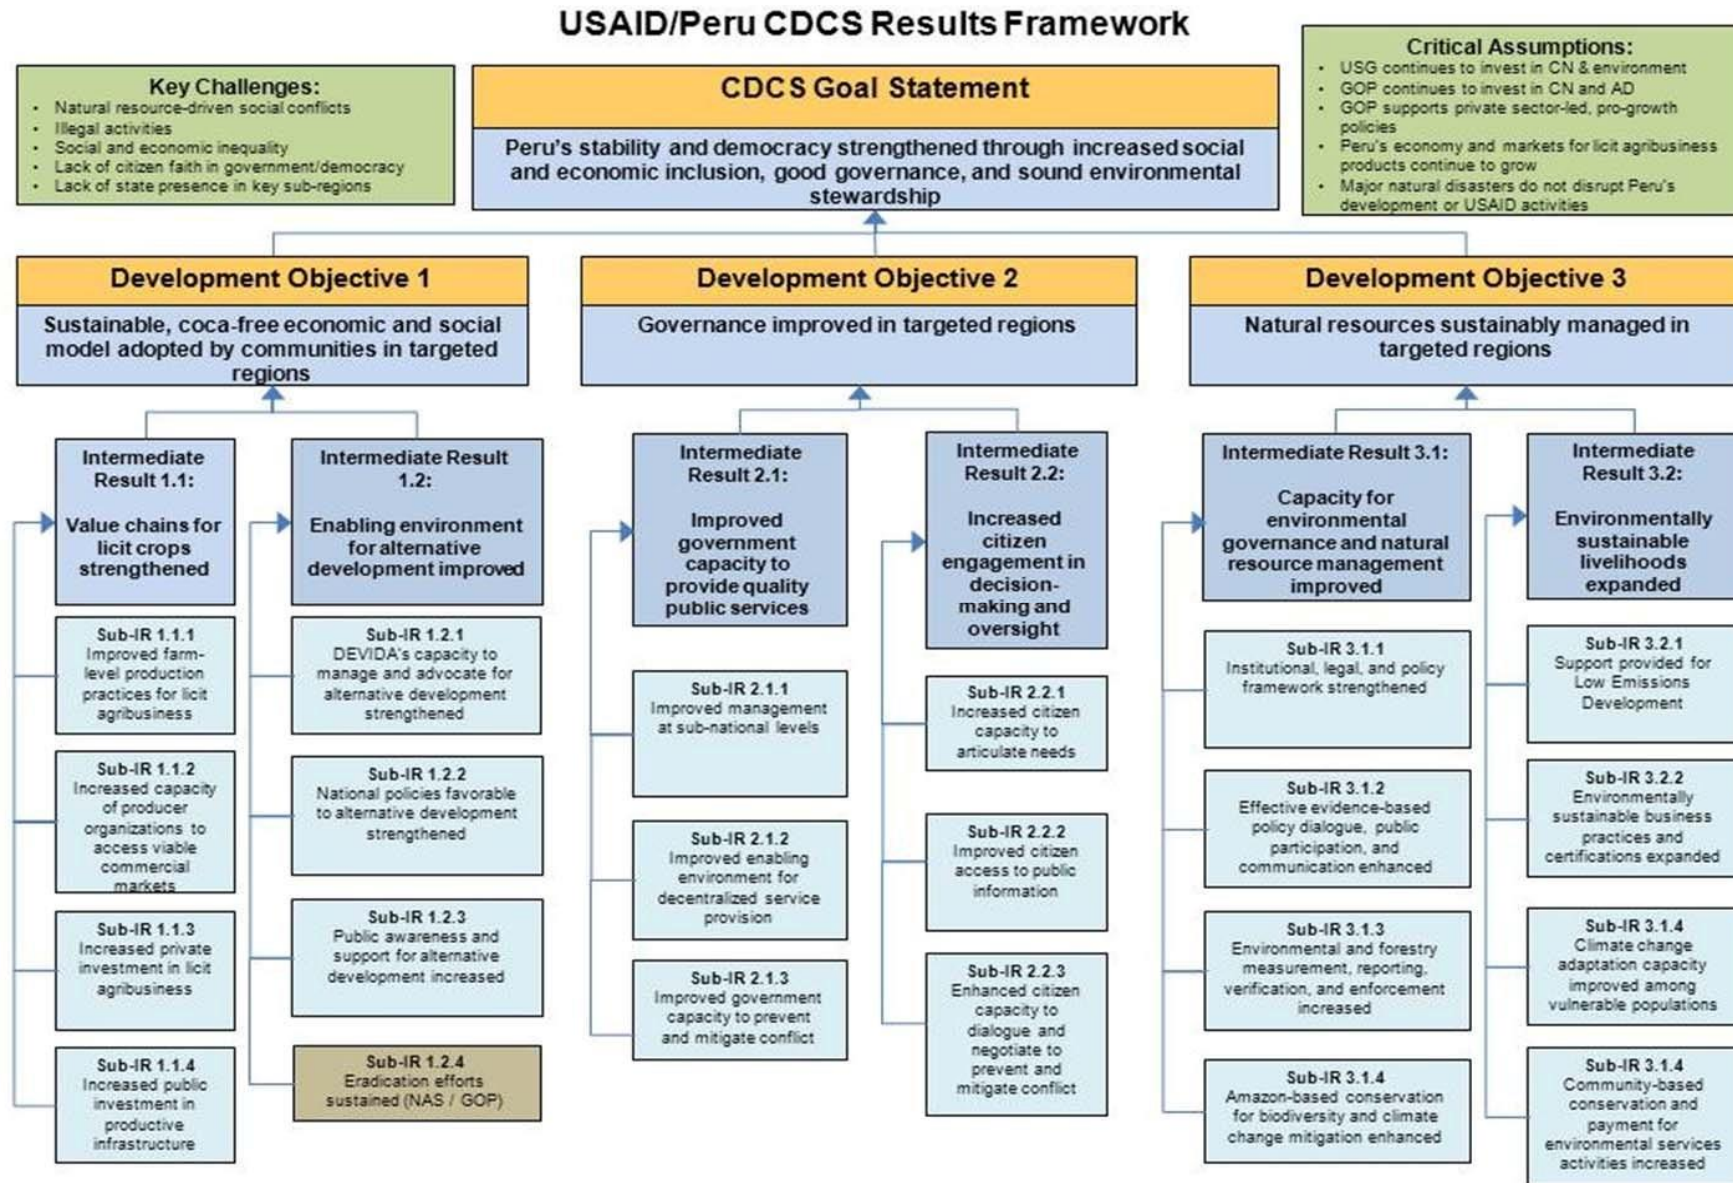 USAID/Peru CDCS Results Framework
Key Challenges:
• Natural resource-driven social conflicts
• Illegal activities
• Social and economic inequality
• Lack of citizen faith in government/democracy
• Lack of state presence in key sub-regions
CDCS Goal Statement
Peru's stability and democracy strengthened through increased social
and economic inclusion, good governance, and sound environmental
stewardship
Critical Assumptions:
• USG continues to invest in CN & environment
• GOP continues to invest in CN and AD
• GOP supports private sector-led, pro-growth
policies
• Peru's economy and markets for licit agribusiness
products continue to grow
• Major natural disasters do not disrupt Peru's
development or USAID activities
Development Objective 1
Sustainable, coca-free economic and social
model adopted by communities in targeted
regions
Intermediate
Result 1.1:
Value chains for
licit crops
strengthened
Sub-IR 1.1.1
Improved farm-
level production
practices for licit
agribusiness
Sub-IR 1.1.2
Increased capacity
of producer
organizations to
access viable
commercial
markets
Sub-IR 1.1.3
Increased private
investment in licit
agribusiness
Sub-IR 1.1.4
Increased public
investment in
productive
infrastructure
Intermediate Result
1.2:
Enabling environment
for alternative
development improved
Sub-IR 1.2.1
DEVIDA's capacity to
manage and advocate for
alternative development
strengthened
Sub-IR 1.2.2
National policies favorable
to alternative development
strengthened
Sub-IR 1.2.3
Public awareness and
support for alternative
development increased
Sub-IR 1.2.4
Eradication efforts
sustained (NAS / GOP)
Development Objective 2
Governance improved in targeted regions
Intermediate
Result 2.1:
Improved
government
capacity to
provide quality
public services
Sub-IR 2.1.1
Improved management
at sub-national levels
Sub-IR 2.1.2
Improved enabling
environment for
decentralized service
provision
Sub-IR 2.1.3
Improved government
capacity to prevent
and mitigate conflict
Intermediate
Result 2.2:
Increased
citizen
engagement in
decision-
making and
oversight
Sub-IR 2.2.1
Increased citizen
capacity to
articulate needs
Sub-IR 2.2.2
Improved citizen
access to public
information
Sub-IR 2.2.3
Enhanced citizen
capacity to
dialogue and
negotiate to
prevent and
mitigate conflict
Development Objective 3
Natural resources sustainably managed in
targeted regions
Intermediate Result 3.1:
Capacity for
environmental
governance and natural
resource management
improved
Sub-IR 3.1.1
Institutional, legal, and policy
framework strengthened
Sub-IR 3.1.2
Effective evidence-based
policy dialogue, public
participation, and
communication enhanced
Sub-IR 3.1.3
Environmental and forestry
measurement, reporting,
verification, and enforcement
increased
Sub-IR 3.1.4
Amazon-based conservation
for biodiversity and climate
change mitigation enhanced
Intermediate
Result 3.2:
Environmentally
sustainable
livelihoods
expanded
Sub-IR 3.2.1
Support provided for
Low Emissions
Development
Sub-IR 3.2.2
Environmentally
sustainable business
practices and
certifications expanded
Sub-IR 3.1.4
Climate change
adaptation capacity
improved among
vulnerable populations
Sub-IR 3.1.4
Community-based
conservation and
payment for
environmental services
activities increased